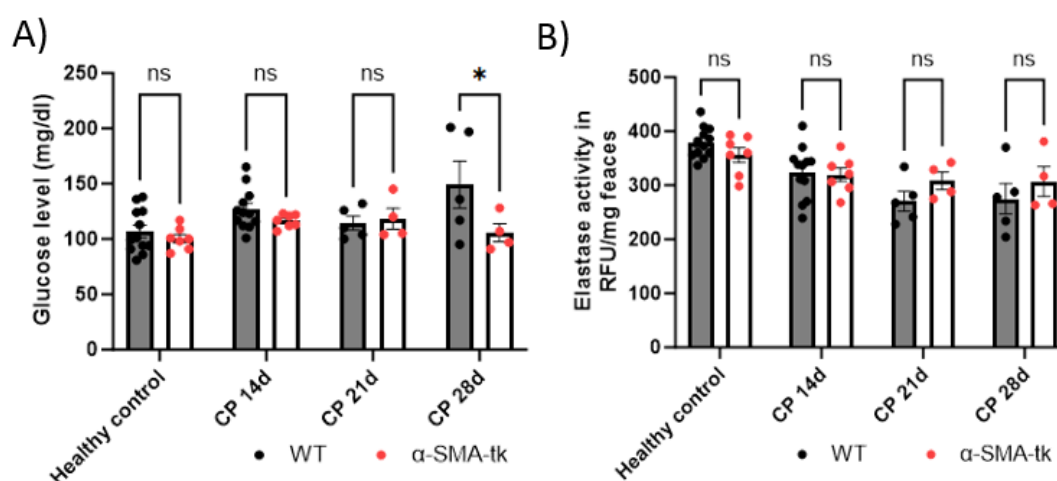 A)
ns
ns
ns
*
Glucose level (mg/dl)
250
200
150
100
50
0
Healthy control
CP 14d
CP 21d
CP 28d
WT
α-SMA-tk
B)
ns
ns
ns
ns
Elastase activity in
RFU/mg feaces
500
400
300
200
100
0
Healthy control
CP 14d
CP 21d
CP 28d
WT
α-SMA-tk